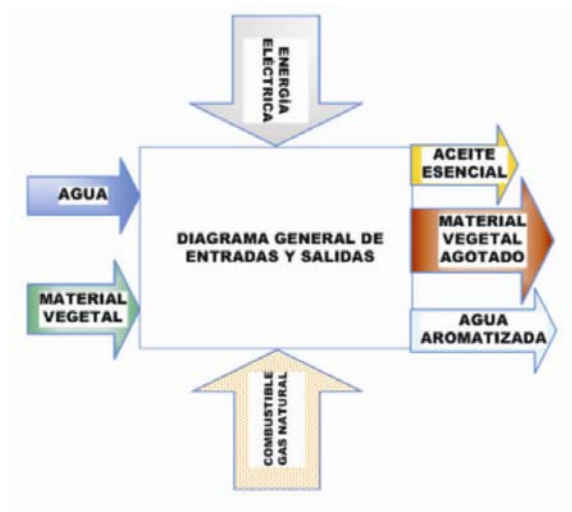 ENERGÍA
ELÉCTRICA
AGUA
MATERIAL
VEGETAL
DIAGRAMA GENERAL DE
ENTRADAS Y SALIDAS
ACEITE
ESENCIAL
MATERIAL
VEGETAL
AGOTADO
AGUA
AROMATIZADA
COMBUSTIBLE
GAS NATURAL